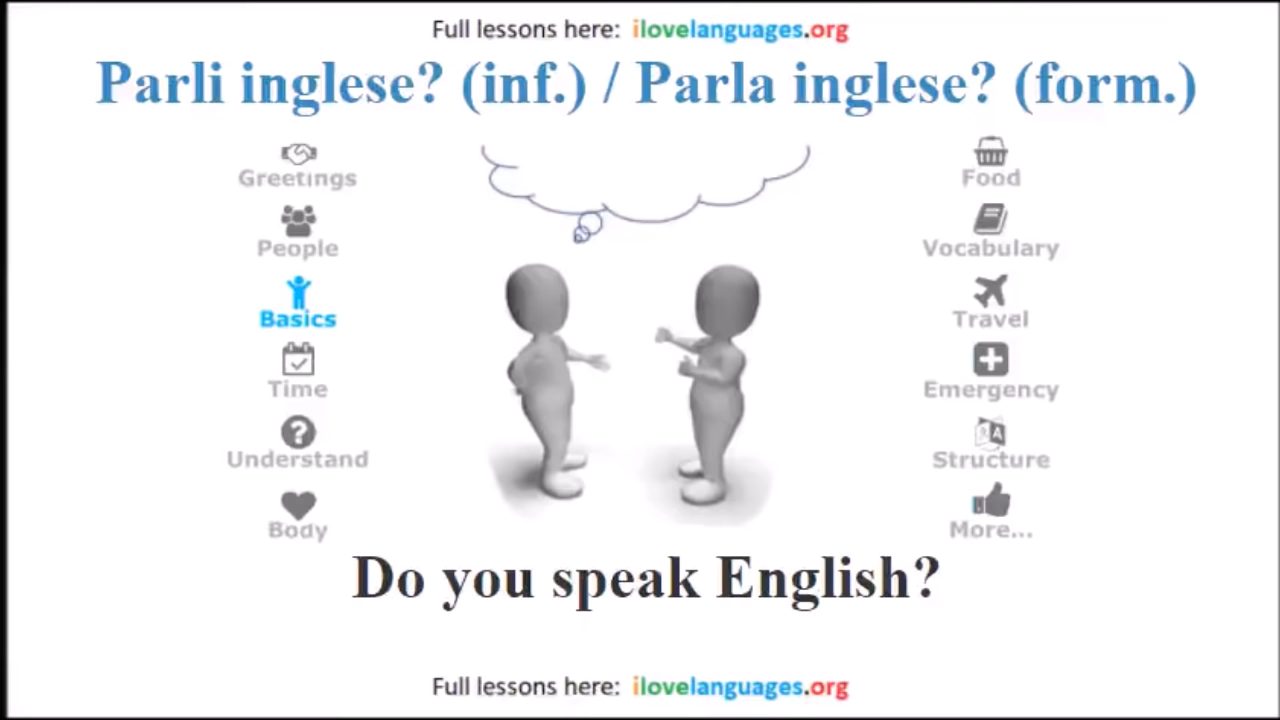 Full lessons here: ilovelanguages.org
Parli inglese? (inf.) / Parla inglese? (form.)
Greetings
People
Basics
Time
Understand
Body
Food
Vocabulary
Travel
Emergency
Structure
More...
Do you speak English?
Full lessons here: ilovelanguages.org